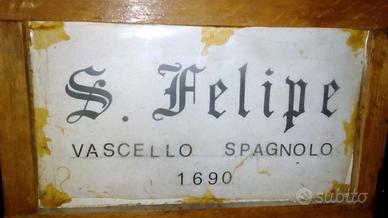 S. Felipe
VASCELLO SPAGNOLO
1690
subito